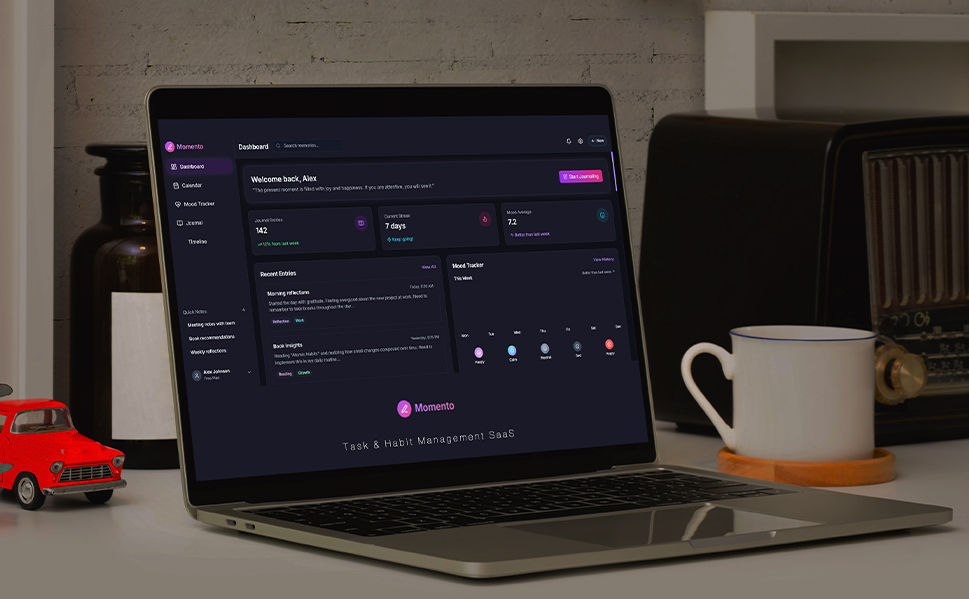 Momento
Dashboard
Search memories...
New
Dashboard
Calendar
Mood Tracker
Journal
Timeline
Quick Notes
Meeting notes with team
Book recommendations
Weekly reflections
Alex Johnson
Free Plan
Welcome back, Alex
"The present moment is filled with joy and happiness. If you are attentive, you will see it."
Start Journaling
Journal Entries
142
12% from last week
Current Streak
7 days
Keep going!
Mood Average
7.2
Better than last week
Recent Entries
View All
Morning reflections
Today, 8:30 AM
Started the day with gratitude. Feeling energized about the new project at work. Need to
remember to take breaks throughout the day...
Reflection
Work
Book insights
Reading "Atomic Habits" and realizing how small changes compound over time. Need to
implement this in my daily routine...
Reading
Growth
Mood Tracker
View History
This Week
Better than last week
Mon
Tue
Wed
Thu
Fri
Sat
Sun
Happy
Calm
Neutral
Sad
Angry
Momento
Task & Habit Management SaaS